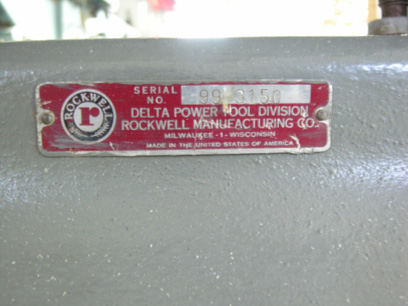 ROCKWELL
r
SERIAL
NO.
DELTA POWER TOOL DIVISION
ROCKWELL MANUFACTURING CO.
MILWAUKEE - 1 - WISCONSIN
MADE IN THE UNITED STATES OF AMERICA